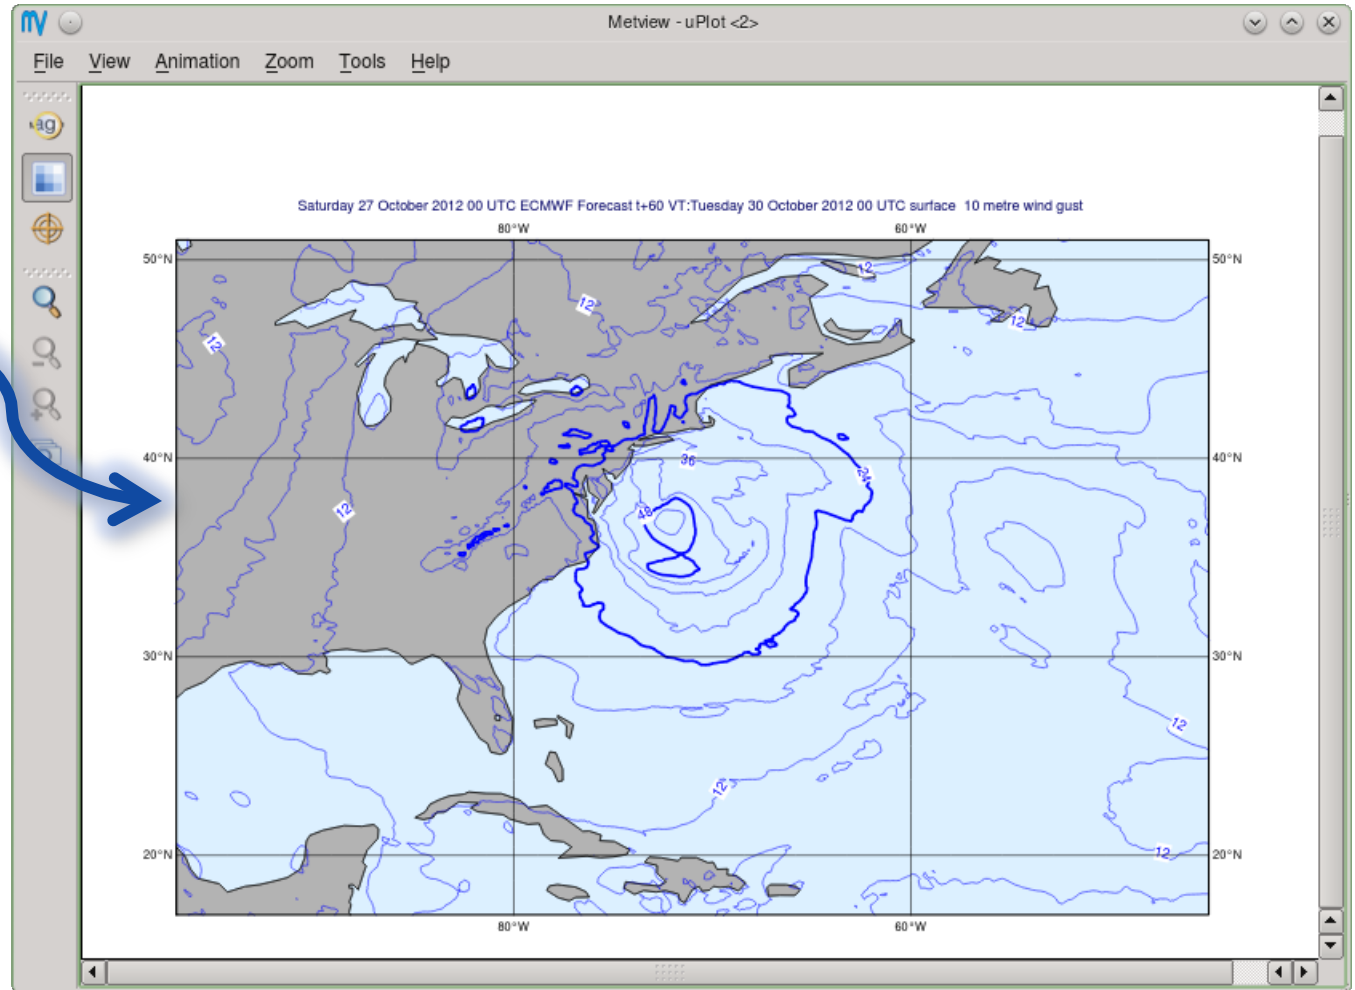 Metview - uPlot <2>
File View Animation Zoom Tools Help
ag
Saturday 27 October 2012 00 UTC ECMWF Forecast t+60 VT:Tuesday 30 October 2012 00 UTC surface 10 metre wind gust
80°W 60°W
50°N 12 50°N
12 12
12
40°N 36 24 40°N
12 48
30°N 30°N
12
12
20°N 12 20°N
80°W 60°W